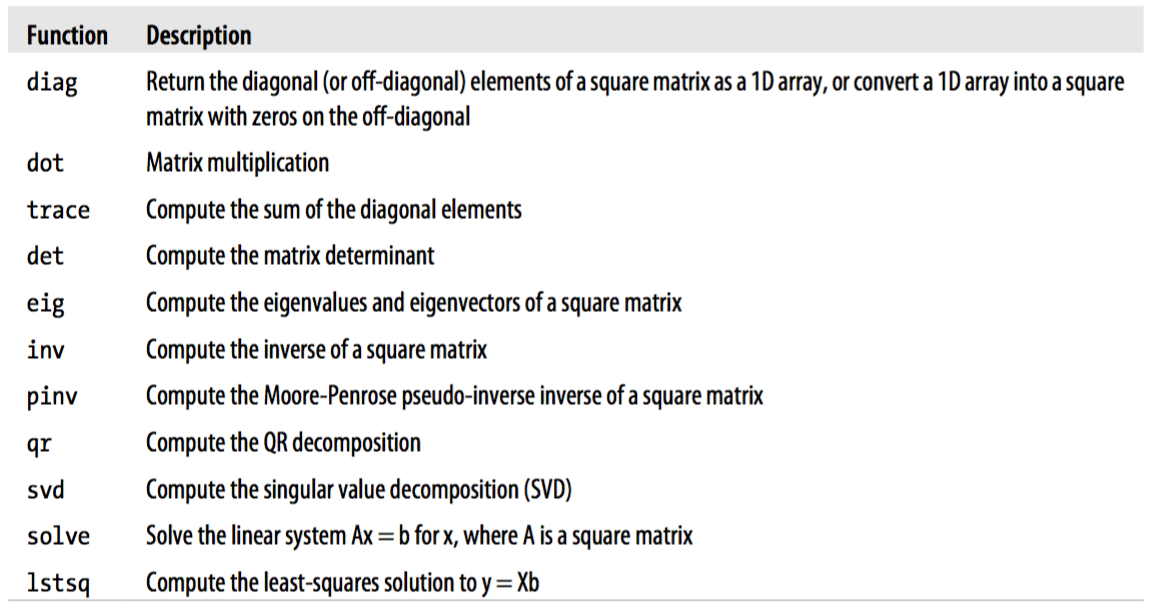 Function Description
diag Return the diagonal (or off-diagonal) elements of a square matrix as a 1D array, or convert a 1D array into a square
matrix with zeros on the off-diagonal
dot Matrix multiplication
trace Compute the sum of the diagonal elements
det Compute the matrix determinant
eig Compute the eigenvalues and eigenvectors of a square matrix
inv Compute the inverse of a square matrix
pinv Compute the Moore-Penrose pseudo-inverse inverse of a square matrix
qr Compute the QR decomposition
svd Compute the singular value decomposition (SVD)
solve Solve the linear system Ax = b for x, where A is a square matrix
lstsq Compute the least-squares solution to y = Xb